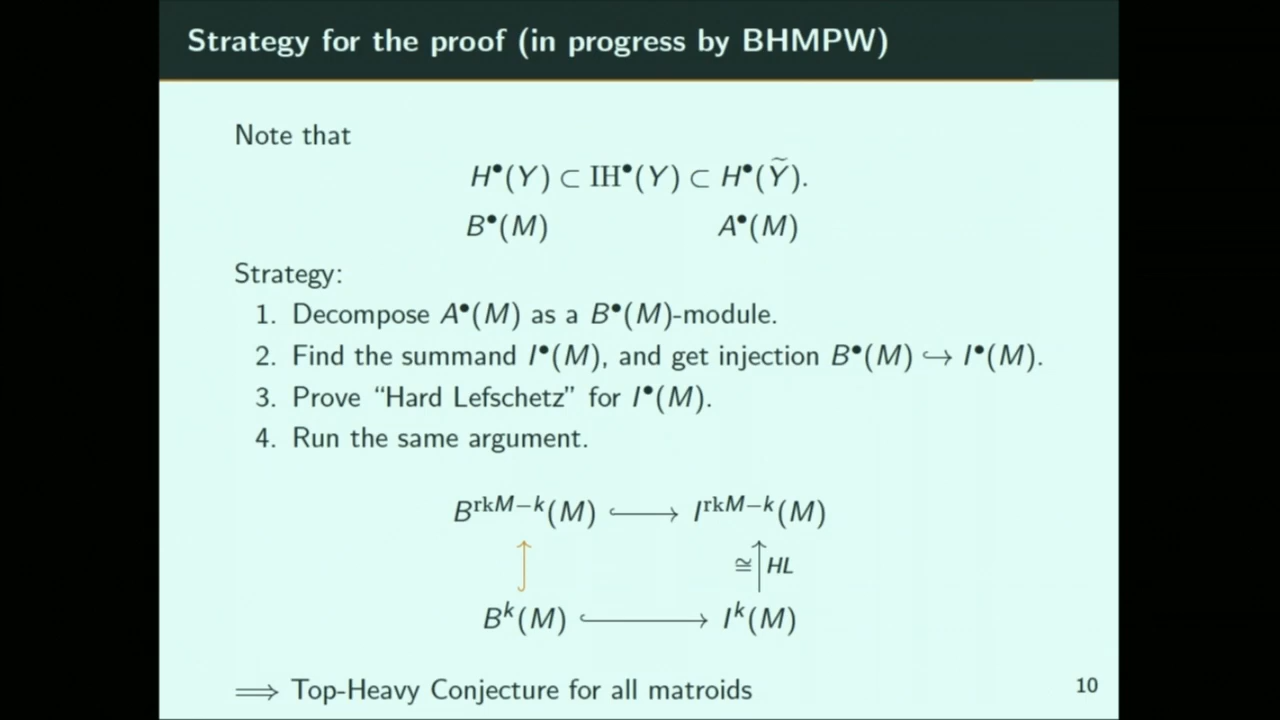 Strategy for the proof (in progress by BHMPW)
Note that
H•(Y) ⊂ IH•(Y) ⊂ H•(Ỹ).
B•(M) A•(M)
Strategy:
1. Decompose A•(M) as a B•(M)-module.
2. Find the summand I•(M), and get injection B•(M) ↪ I•(M).
3. Prove “Hard Lefschetz” for I•(M).
4. Run the same argument.
B^{rkM−k}(M) ↪ I^{rkM−k}(M)
≅ HL
B^k(M) ↪ I^k(M)
⟹ Top-Heavy Conjecture for all matroids
10